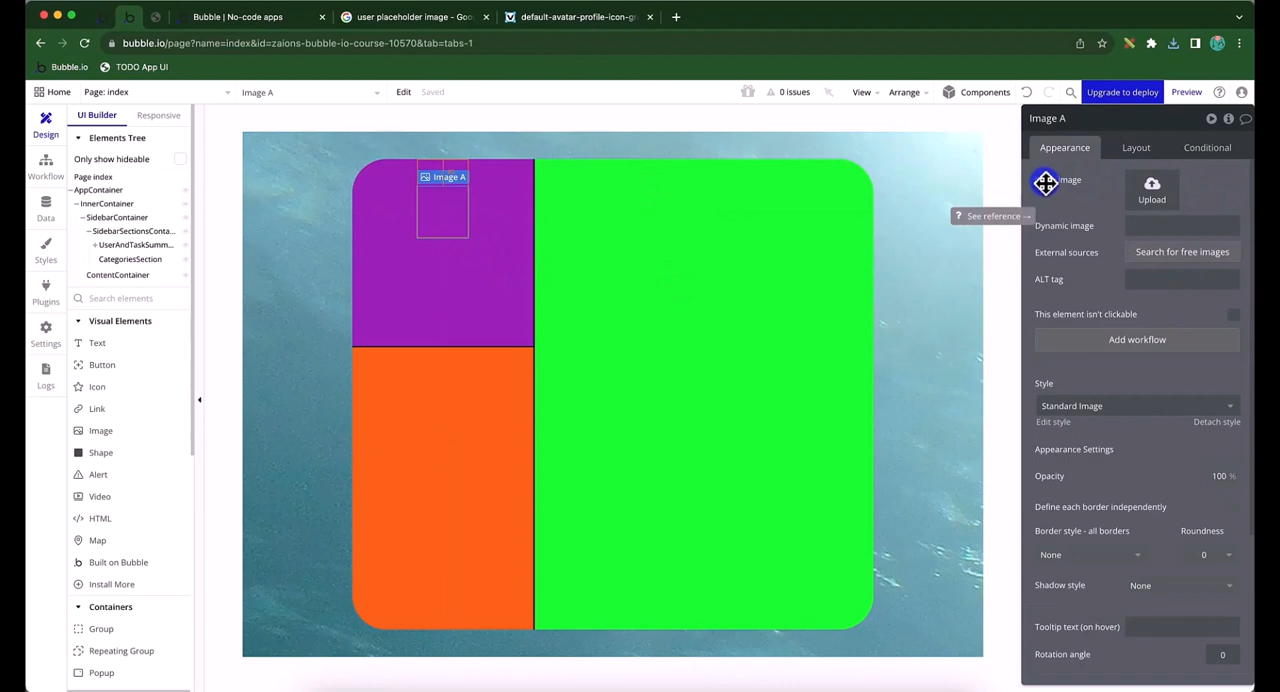 Bubble | No-code apps
user placeholder image - Goo
default-avatar-profile-icon-gr
bubble.io/page?name=index&id=zaions-bubble-io-course-10570&tab=tabs-1
Bubble.io
TODO App UI
Home
Page: index
Image A
Edit
Saved
0 issues
View
Arrange
Components
Upgrade to deploy
Preview
Design
Workflow
Data
Styles
Plugins
Settings
Logs
UI Builder
Responsive
Elements Tree
Only show hideable
Page index
AppContainer
InnerContainer
SidebarContainer
SidebarSectionsConta...
UserAndTaskSumm...
CategoriesSection
ContentContainer
Search elements
Visual Elements
Text
Button
Icon
Link
Image
Shape
Alert
Video
HTML
Map
Built on Bubble
Install More
Containers
Group
Repeating Group
Popup
Image A
Image A
Appearance
Layout
Conditional
image
Upload
? See reference →
Dynamic image
External sources
Search for free images
ALT tag
This element isn't clickable
Add workflow
Style
Standard Image
Edit style
Detach style
Appearance Settings
Opacity
100 %
Define each border independently
Border style - all borders
Roundness
None
0
Shadow style
None
Tooltip text (on hover)
Rotation angle
0